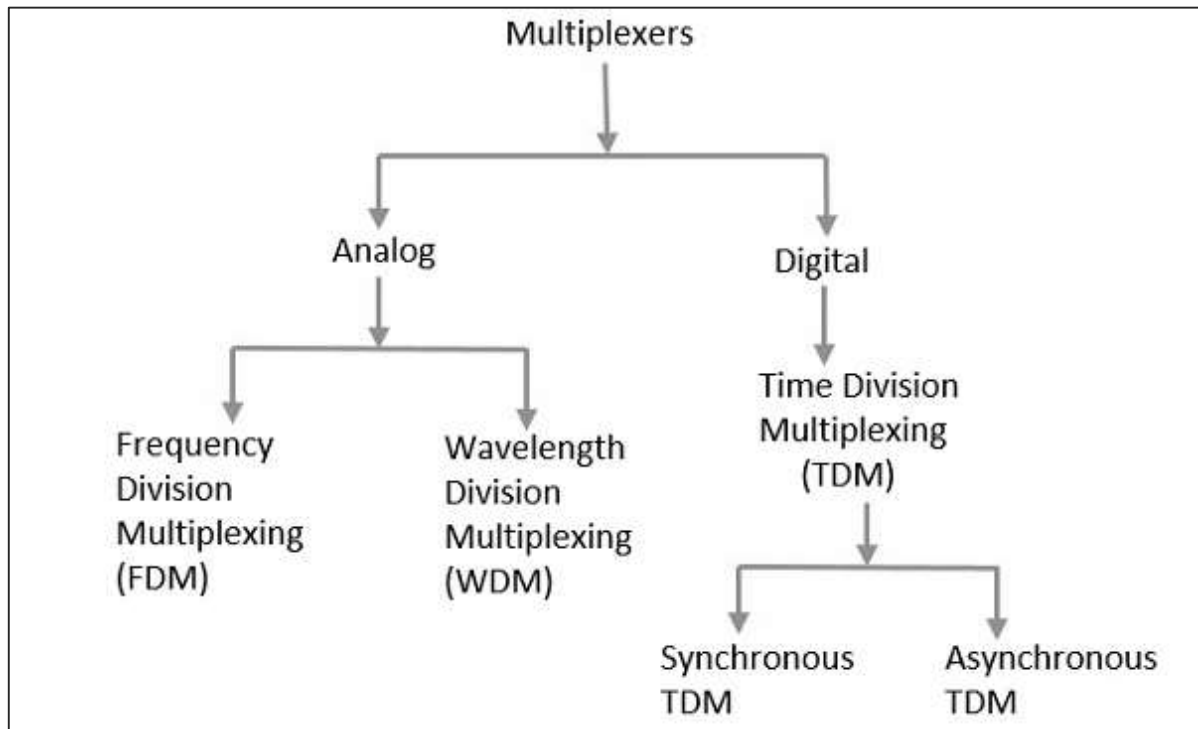 Multiplexers
Analog
Digital
Frequency
Division
Multiplexing
(FDM)
Wavelength
Division
Multiplexing
(WDM)
Time Division
Multiplexing
(TDM)
Synchronous
TDM
Asynchronous
TDM